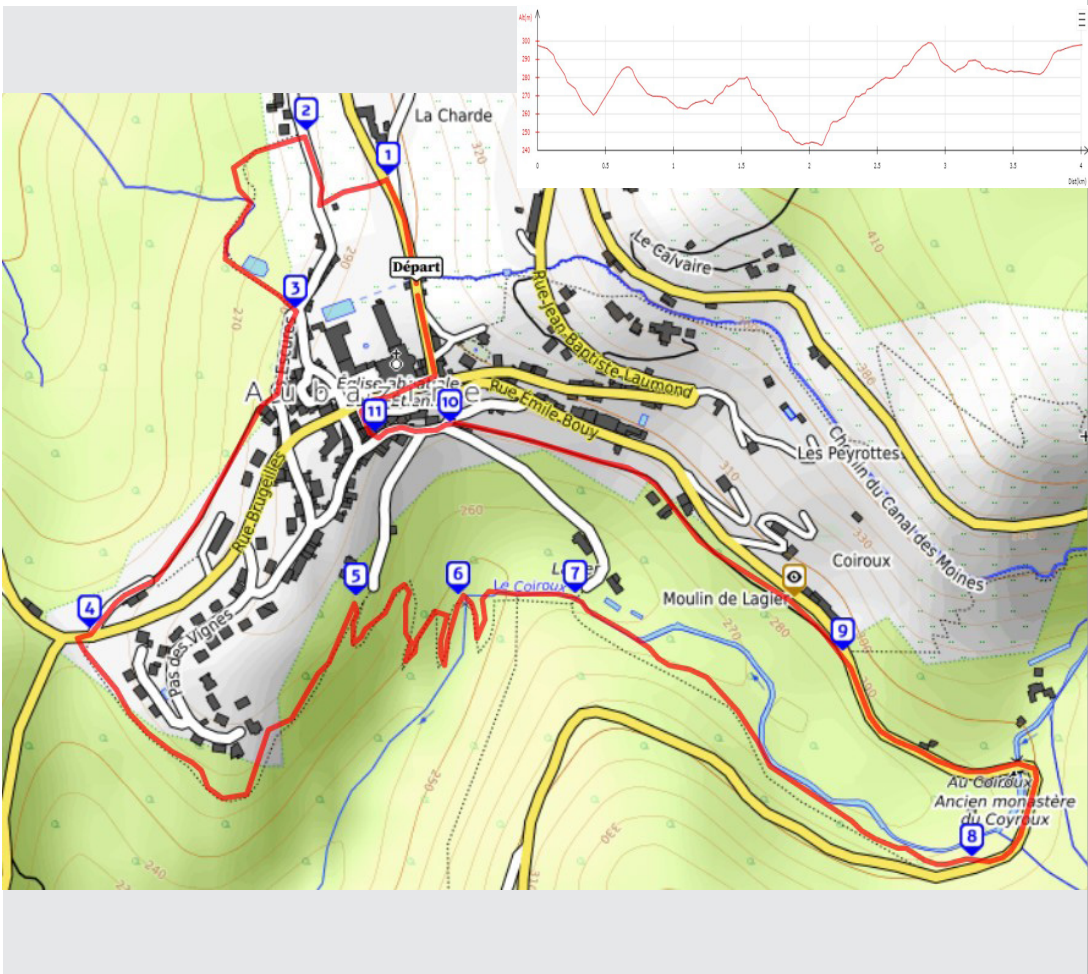 Alt(m)
300
290
280
270
260
250
240
0
0.5
1
1.5
2
2.5
3
3.5
4
Dist(km)
2
La Charde
1
320
410
Le Calvaire
290
Départ
3
270
Rue Jean-Baptiste Laumond
380
Aubazine
11
10
Rue Emile Bouy
Les Peyrottes
Chemin du Canal des Moines
310
Rue Brugeilles
260
330
Coiroux
5
6
Le Coiroux
7
Moulin de Lagier
4
270
280
9
Pas des Vignes
300
250
Au Coiroux
Ancien monastère
du Coyroux
330
8
240